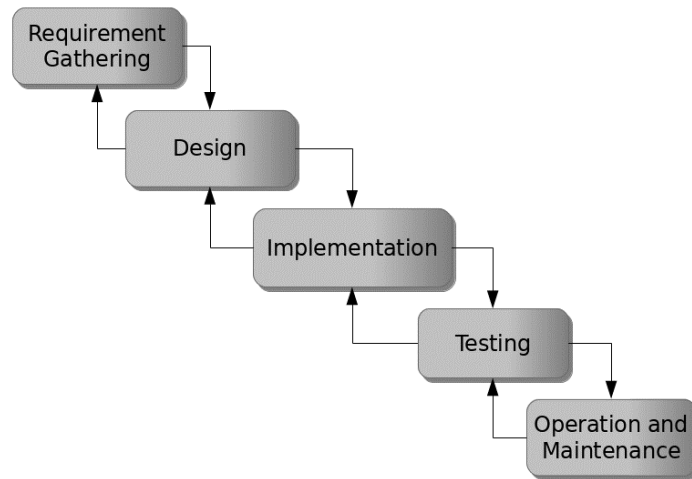 Requirement
Gathering
Design
Implementation
Testing
Operation and
Maintenance